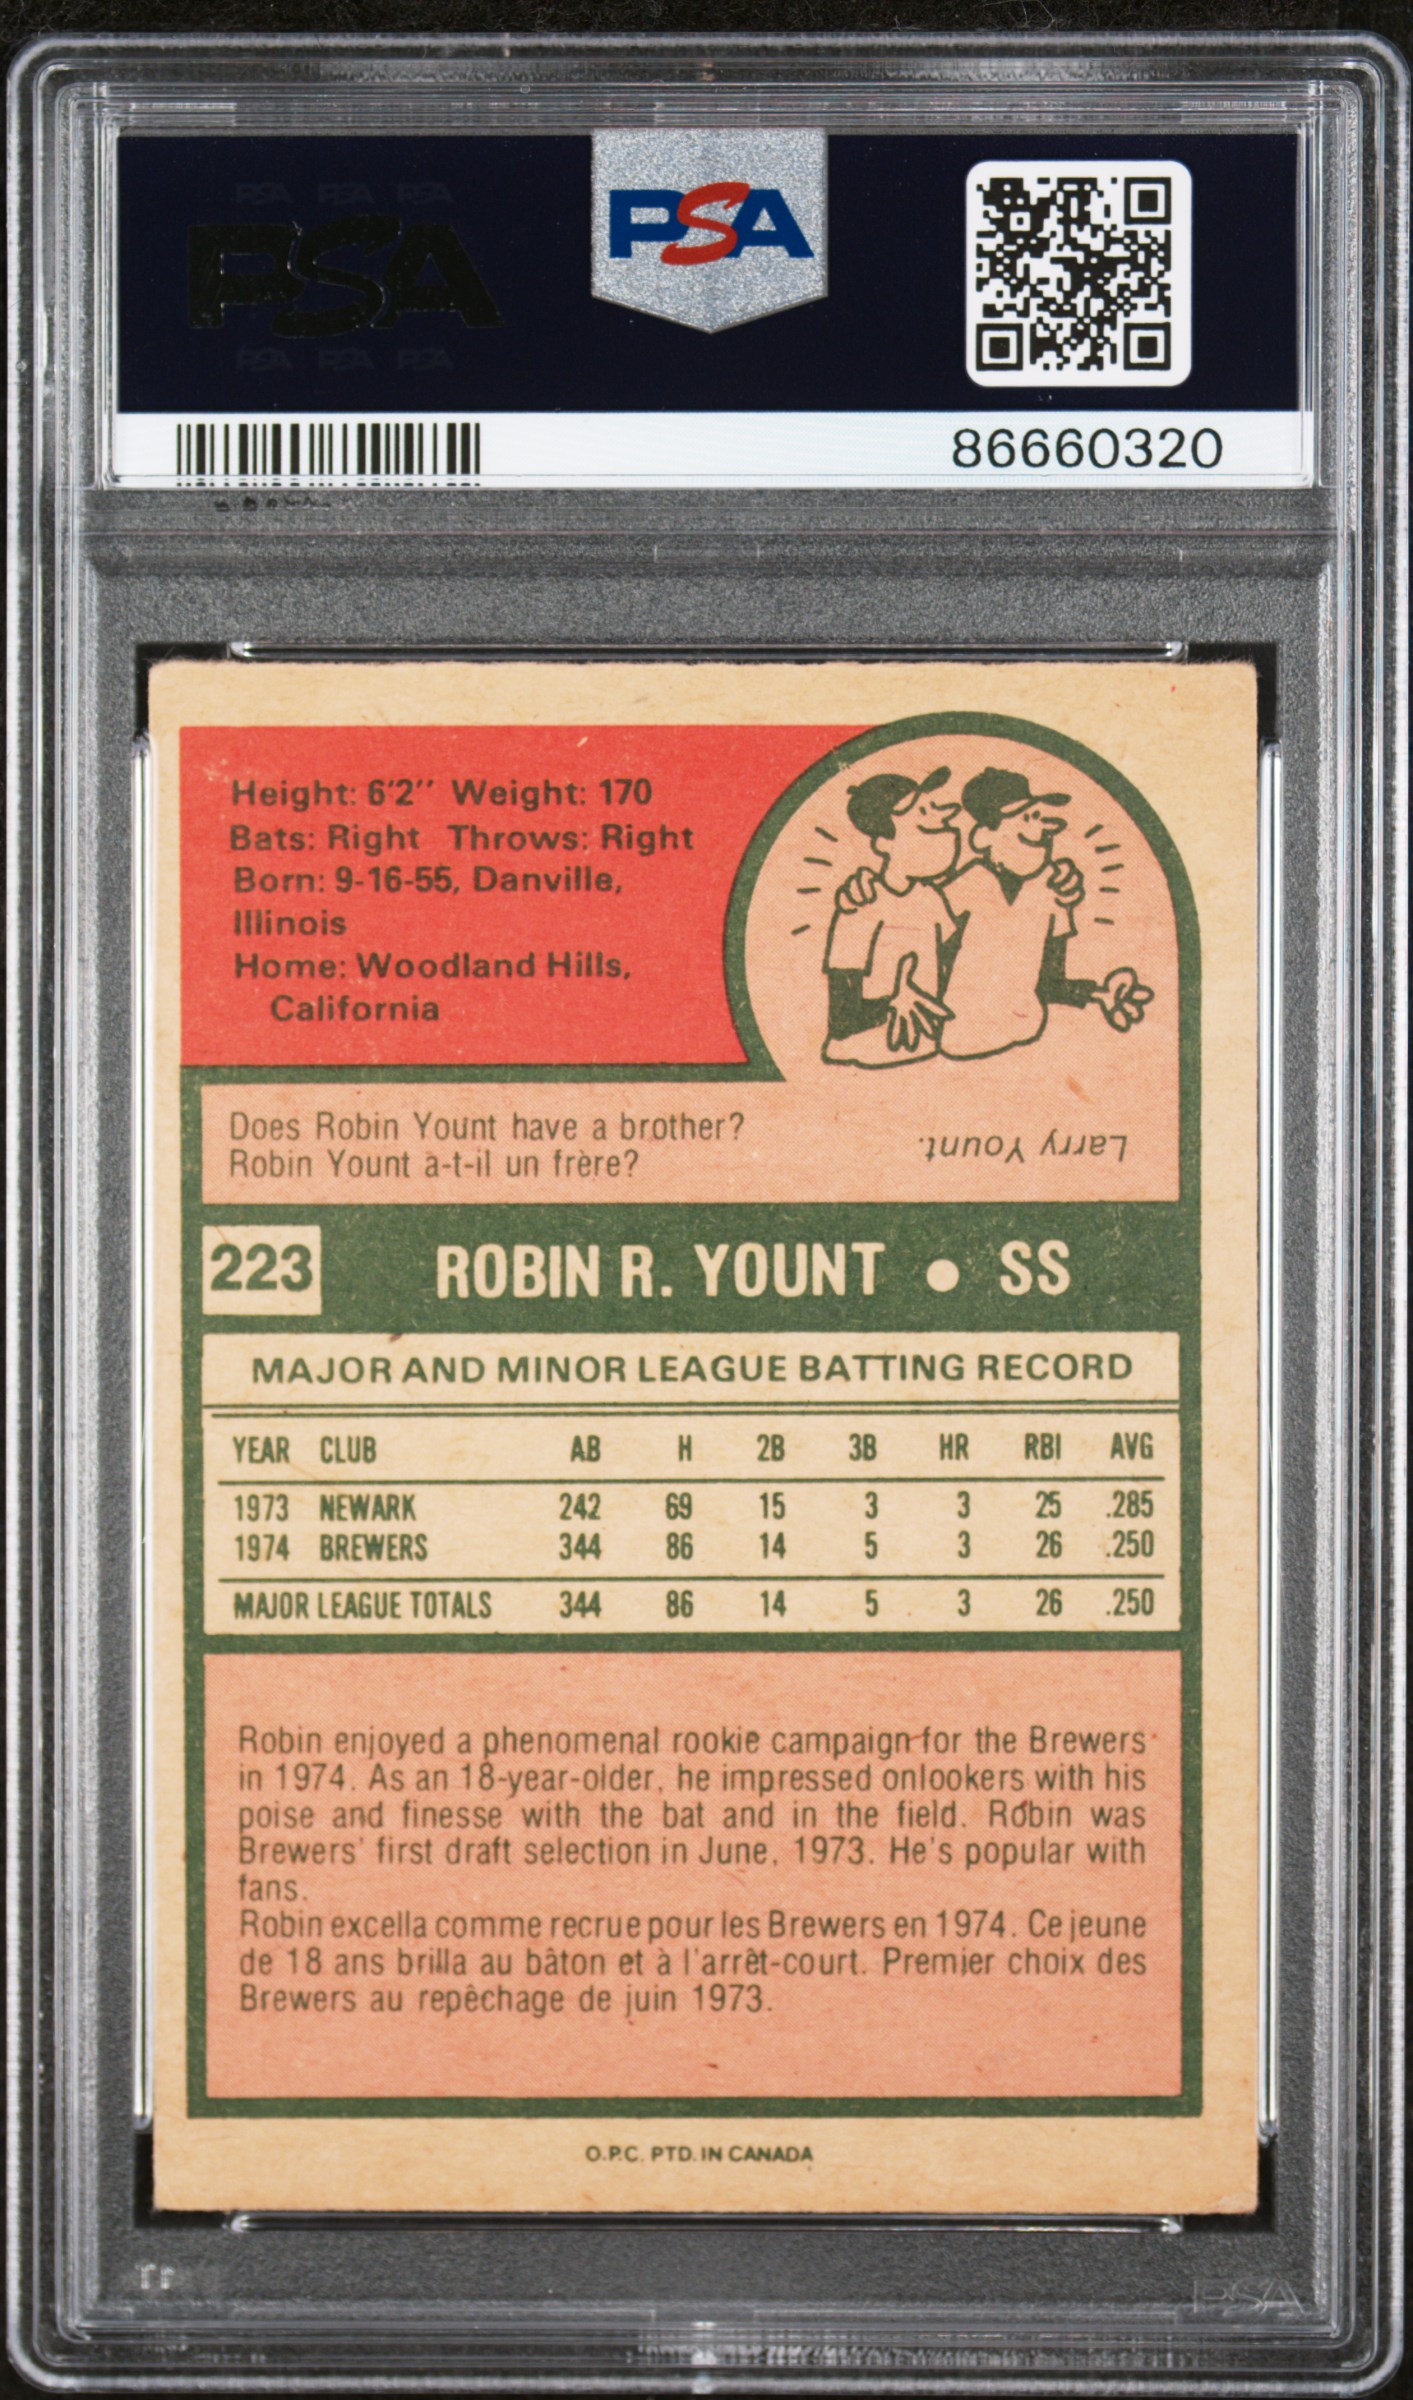 PSA PSA PSA
PSA
PSA PSA PSA
PSA
86660320
Height: 6'2'' Weight: 170
Bats: Right Throws: Right
Born: 9-16-55, Danville,
Illinois
Home: Woodland Hills,
California
Does Robin Yount have a brother?
Robin Yount a-t-il un frère?
Larry Yount.
223 ROBIN R. YOUNT ● SS
MAJOR AND MINOR LEAGUE BATTING RECORD
YEAR CLUB AB H 2B 3B HR RBI AVG
1973 NEWARK 242 69 15 3 3 25 .285
1974 BREWERS 344 86 14 5 3 26 .250
MAJOR LEAGUE TOTALS 344 86 14 5 3 26 .250
Robin enjoyed a phenomenal rookie campaign for the Brewers
in 1974. As an 18-year-older, he impressed onlookers with his
poise and finesse with the bat and in the field. Robin was
Brewers' first draft selection in June, 1973. He's popular with
fans.
Robin excella comme recrue pour les Brewers en 1974. Ce jeune
de 18 ans brilla au bâton et à l'arrêt-court. Premier choix des
Brewers au repêchage de juin 1973.
O.P.C. PTD. IN CANADA
PSA